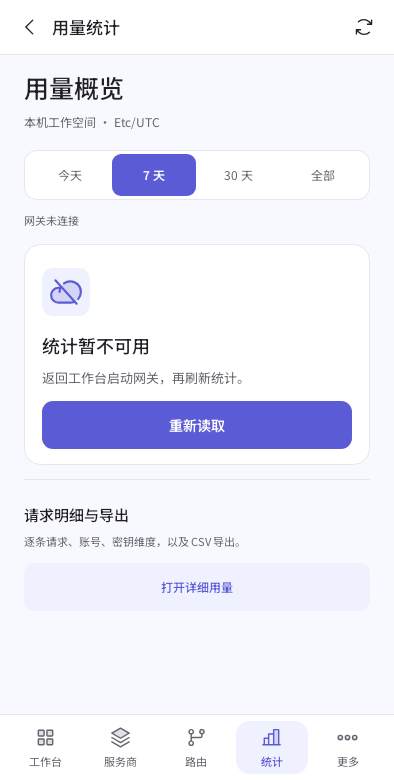 用量统计
用量概览
本机工作空间 · Etc/UTC
今天 7 天 30 天 全部
网关未连接
统计暂不可用
返回工作台启动网关，再刷新统计。
重新读取
请求明细与导出
逐条请求、账号、密钥维度，以及 CSV 导出。
打开详细用量
工作台 服务商 路由 统计 更多